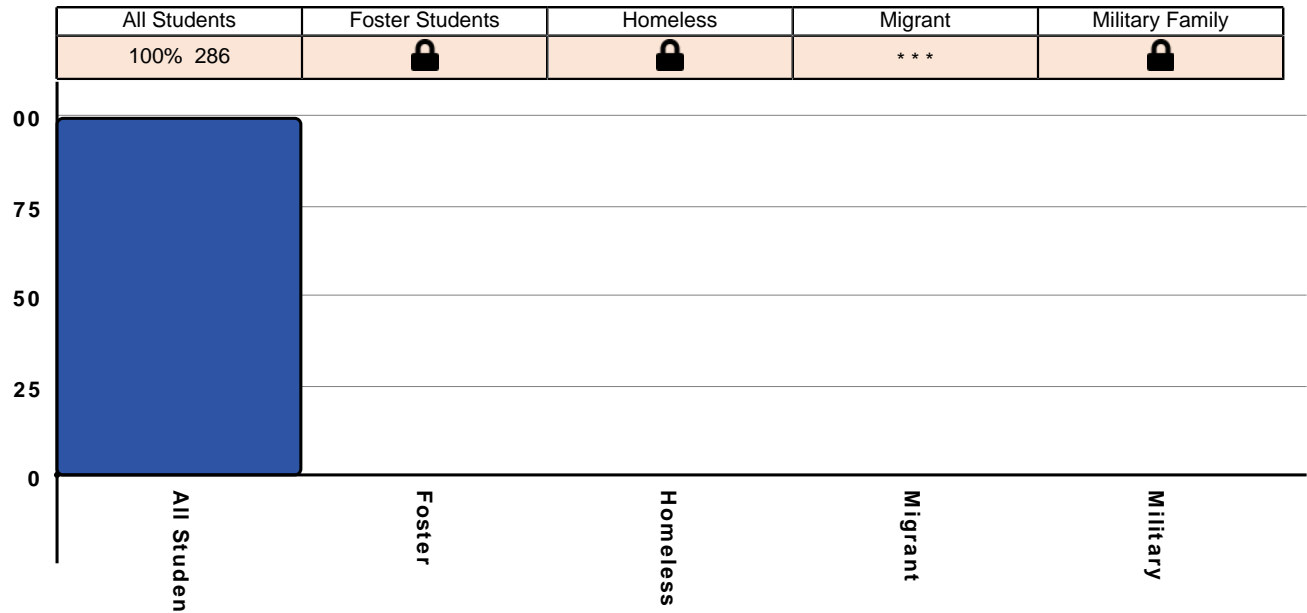 All Students Foster Students Homeless Migrant Military Family
100% 286 * * *
00
75
50
25
0
All Studen
Foster
Homeless
Migrant
Military